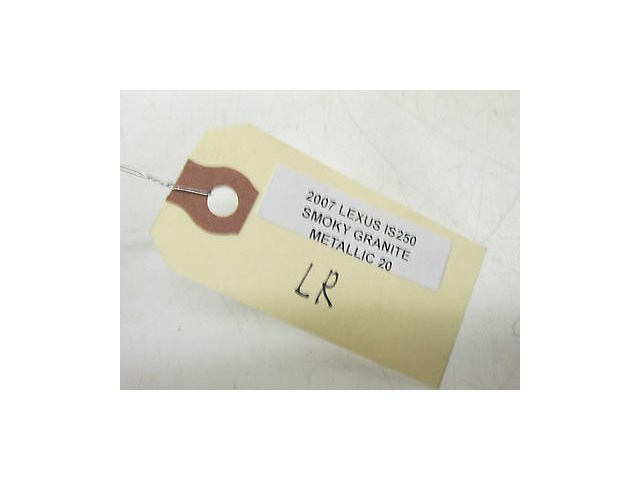 2007 LEXUS IS250
SMOKY GRANITE
METALLIC 20
LR